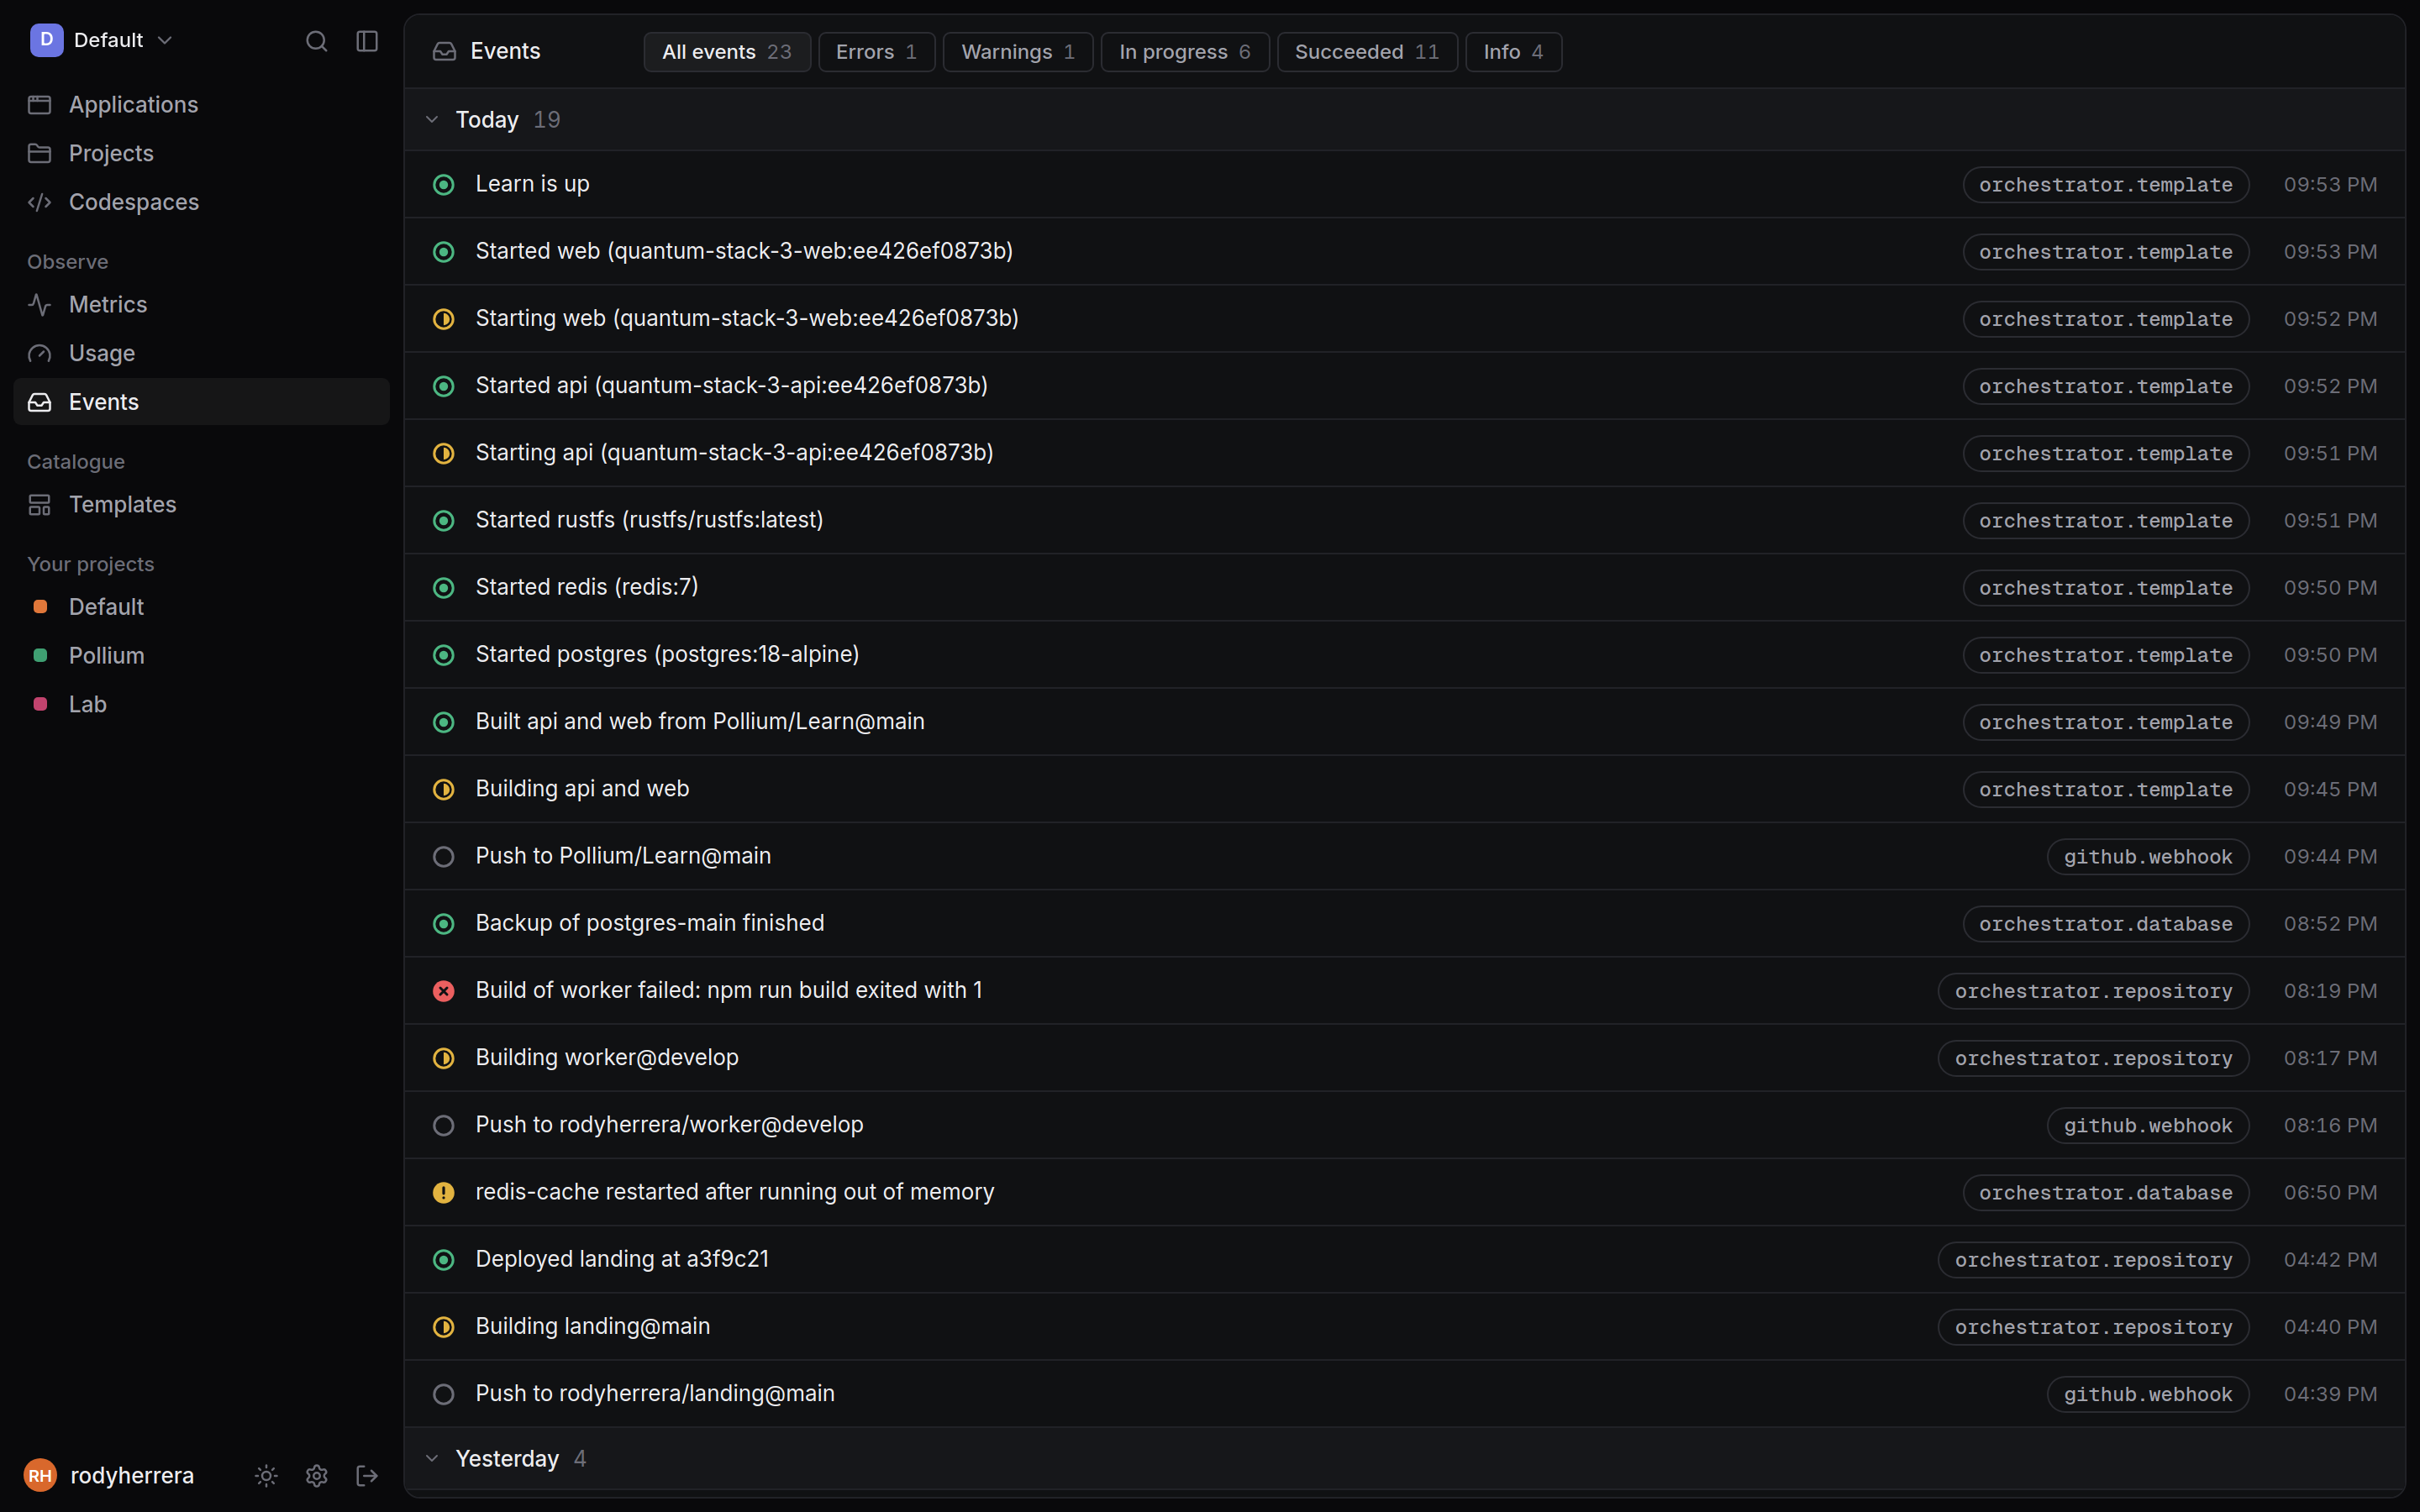 D Default
Applications
Projects
Codespaces
Observe
Metrics
Usage
Events
Catalogue
Templates
Your projects
Default
Pollium
Lab
RH rodyherrera
Events
All events 23
Errors 1
Warnings 1
In progress 6
Succeeded 11
Info 4
Today 19
Learn is up orchestrator.template 09:53 PM
Started web (quantum-stack-3-web:ee426ef0873b) orchestrator.template 09:53 PM
Starting web (quantum-stack-3-web:ee426ef0873b) orchestrator.template 09:52 PM
Started api (quantum-stack-3-api:ee426ef0873b) orchestrator.template 09:52 PM
Starting api (quantum-stack-3-api:ee426ef0873b) orchestrator.template 09:51 PM
Started rustfs (rustfs/rustfs:latest) orchestrator.template 09:51 PM
Started redis (redis:7) orchestrator.template 09:50 PM
Started postgres (postgres:18-alpine) orchestrator.template 09:50 PM
Built api and web from Pollium/Learn@main orchestrator.template 09:49 PM
Building api and web orchestrator.template 09:45 PM
Push to Pollium/Learn@main github.webhook 09:44 PM
Backup of postgres-main finished orchestrator.database 08:52 PM
Build of worker failed: npm run build exited with 1 orchestrator.repository 08:19 PM
Building worker@develop orchestrator.repository 08:17 PM
Push to rodyherrera/worker@develop github.webhook 08:16 PM
redis-cache restarted after running out of memory orchestrator.database 06:50 PM
Deployed landing at a3f9c21 orchestrator.repository 04:42 PM
Building landing@main orchestrator.repository 04:40 PM
Push to rodyherrera/landing@main github.webhook 04:39 PM
Yesterday 4